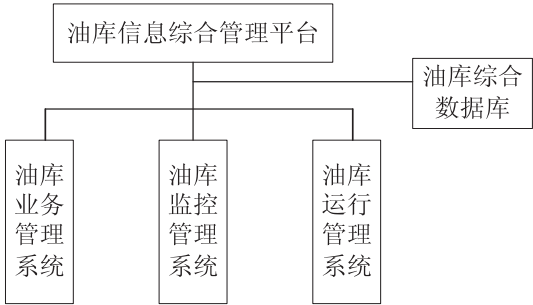 油库信息综合管理平台
油库综合
数据库
油库
业务
管理
系统
油库
监控
管理
系统
油库
运行
管理
系统